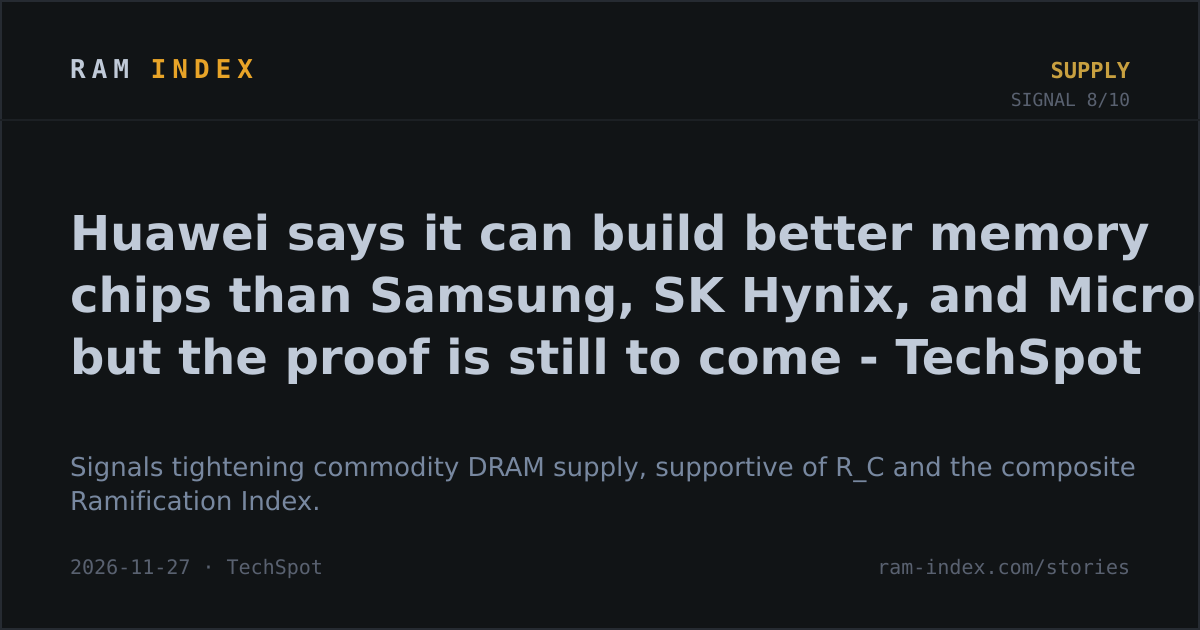 RAM INDEX
SUPPLY
SIGNAL 8/10
Huawei says it can build better memory
chips than Samsung, SK Hynix, and Micro
but the proof is still to come - TechSpot
Signals tightening commodity DRAM supply, supportive of R_C and the composite
Ramification Index.
2026-11-27 · TechSpot
ram-index.com/stories